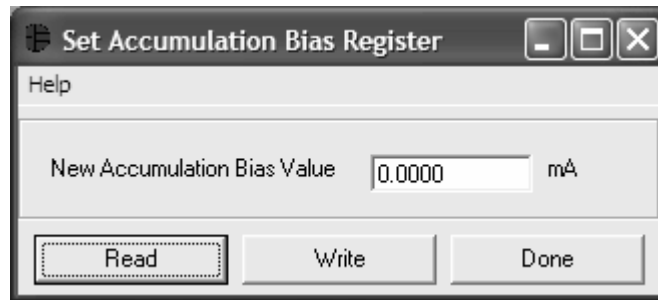 Set Accumulation Bias Register
Help
New Accumulation Bias Value 0.0000 mA
Read Write Done